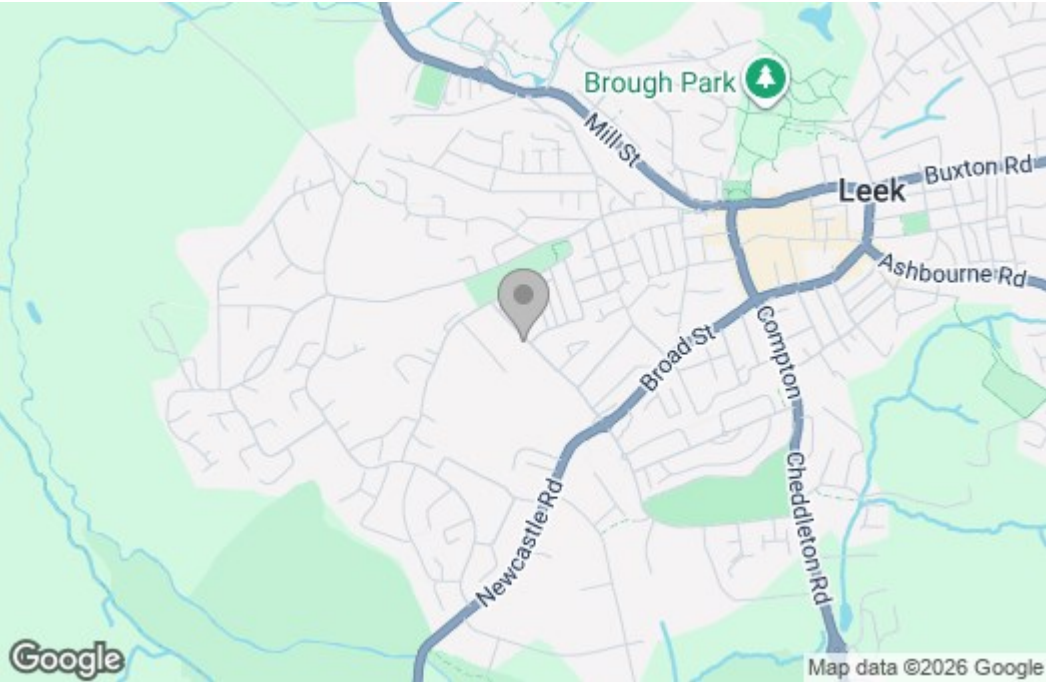 Brough Park
Mill St
Buxton Rd
Leek
Ashbourne Rd
Broad St
Compton
Cheddleton Rd
Newcastle Rd
Google
Map data ©2026 Google